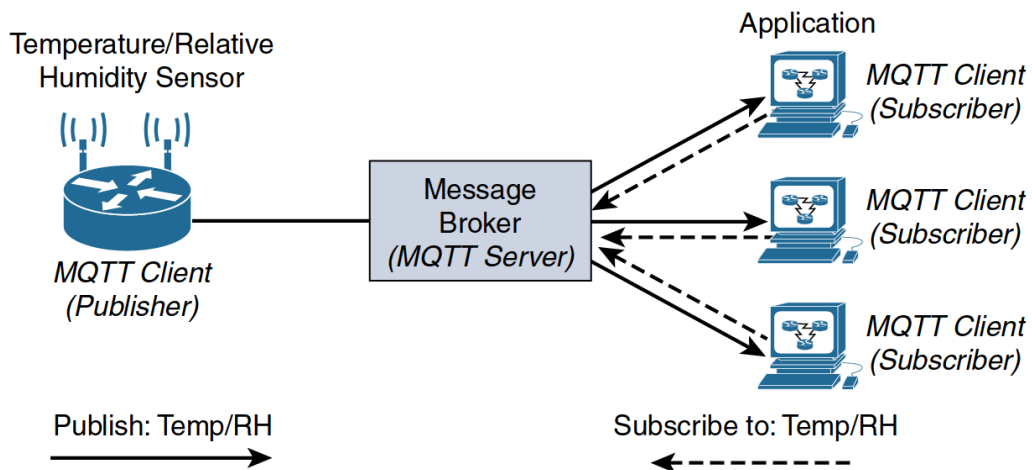 Temperature/Relative
Humidity Sensor
MQTT Client
(Publisher)
Message
Broker
(MQTT Server)
Application
MQTT Client
(Subscriber)
MQTT Client
(Subscriber)
MQTT Client
(Subscriber)
Publish: Temp/RH
Subscribe to: Temp/RH